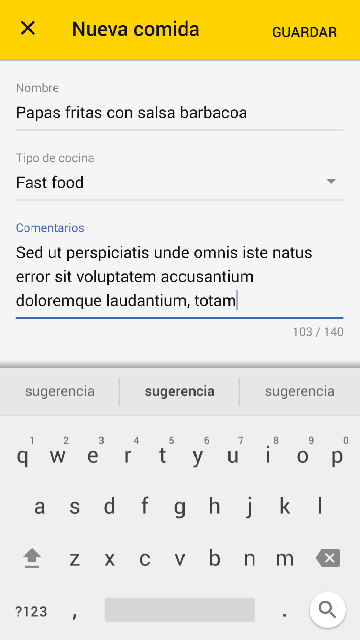 Nueva comida GUARDAR
Nombre
Papas fritas con salsa barbacoa
Tipo de cocina
Fast food
Comentarios
Sed ut perspiciatis unde omnis iste natus
error sit voluptatem accusantium
doloremque laudantium, totam
103 / 140
sugerencia sugerencia sugerencia
1 2 3 4 5 6 7 8 9 0
q w e r t y u i o p
a s d f g h j k l
z x c v b n m
?123 , .